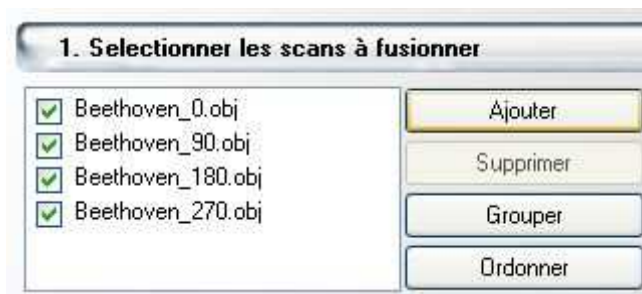 1. Selectionner les scans à fusionner
Beethoven_0.obj
Beethoven_90.obj
Beethoven_180.obj
Beethoven_270.obj
Ajouter
Supprimer
Grouper
Ordonner